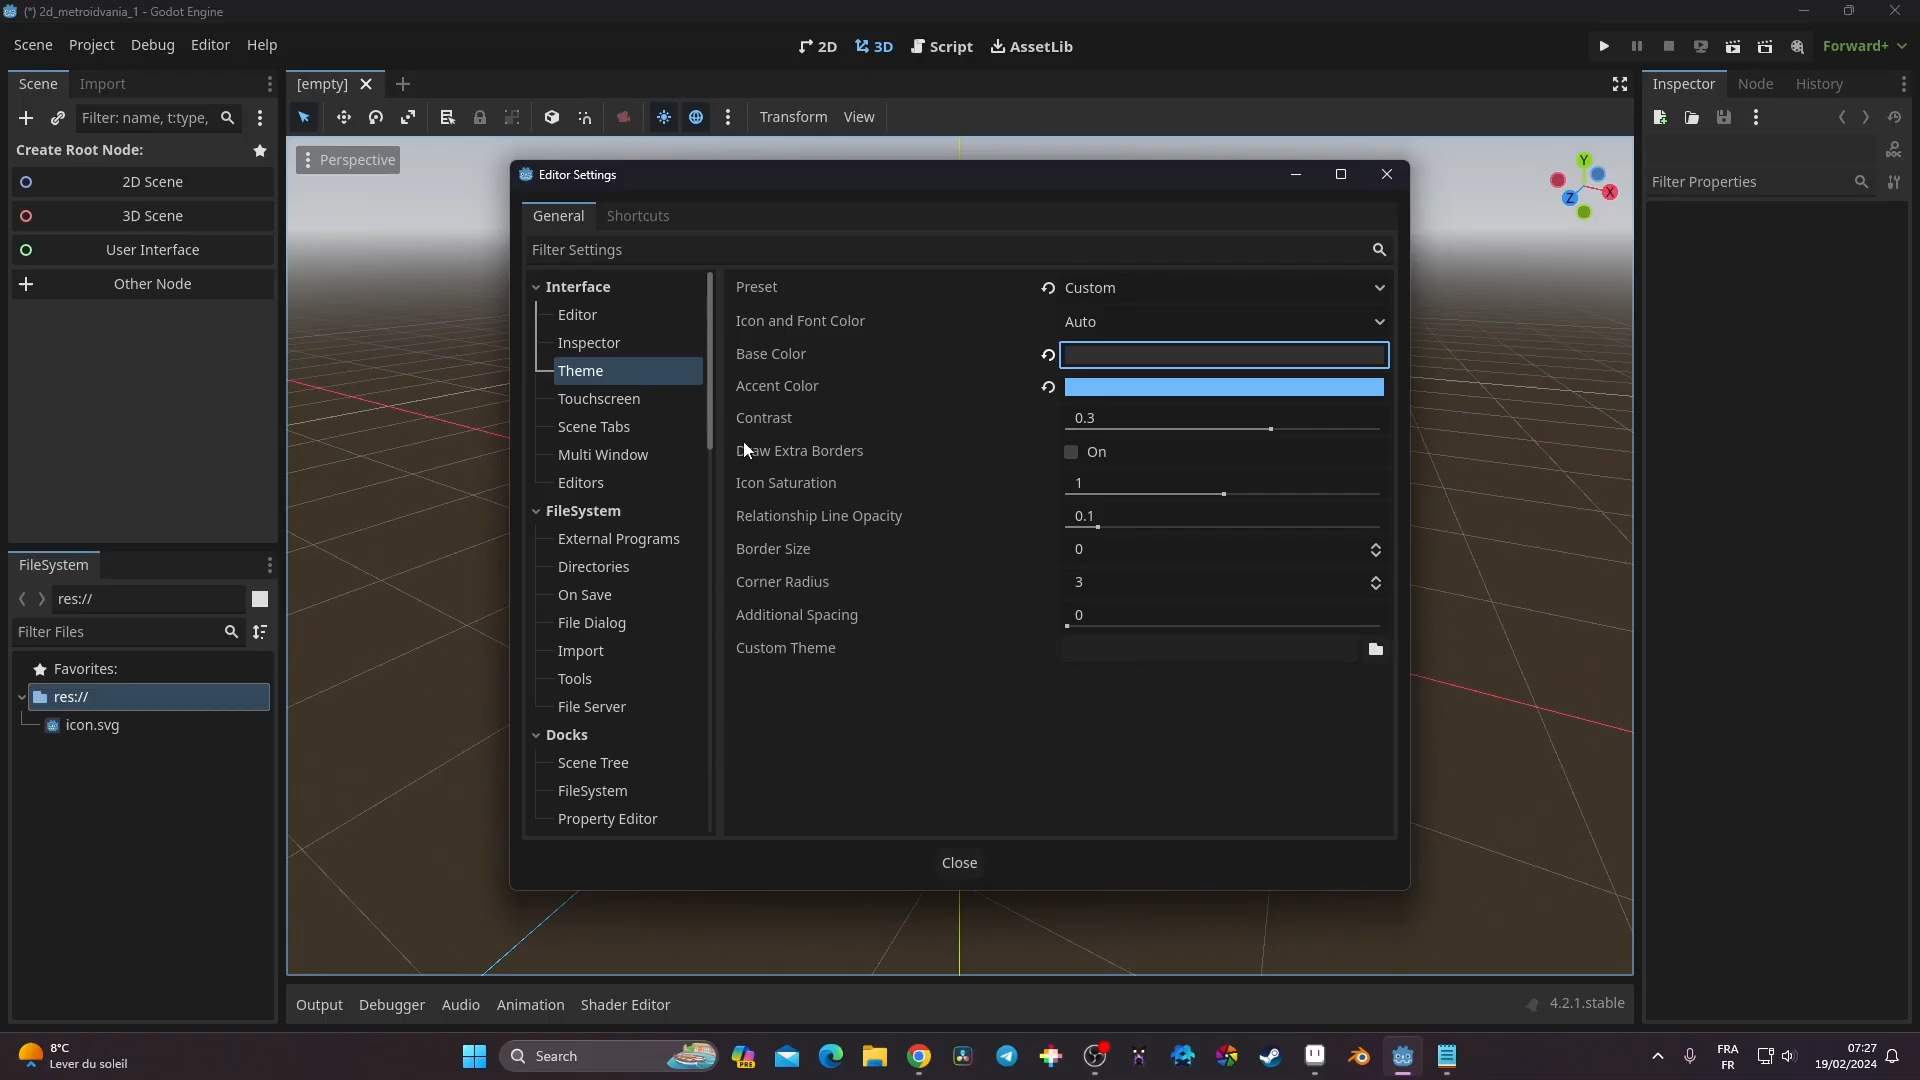 (*) 2d_metroidvania_1 - Godot Engine
Scene Project Debug Editor Help
2D 3D Script AssetLib
Forward+
Scene Import
[empty]
Inspector Node History
Filter: name, t:type,
Transform View
Create Root Node:
2D Scene
3D Scene
User Interface
Other Node
Perspective
Y
X
Z
DOC
Filter Properties
FileSystem
res://
Filter Files
Favorites:
res://
icon.svg
Editor Settings
General Shortcuts
Filter Settings
Interface
Editor
Inspector
Theme
Touchscreen
Scene Tabs
Multi Window
Editors
FileSystem
External Programs
Directories
On Save
File Dialog
Import
Tools
File Server
Docks
Scene Tree
FileSystem
Property Editor
Preset Custom
Icon and Font Color Auto
Base Color
Accent Color
Contrast 0.3
Draw Extra Borders On
Icon Saturation 1
Relationship Line Opacity 0.1
Border Size 0
Corner Radius 3
Additional Spacing 0
Custom Theme
Close
Output Debugger Audio Animation Shader Editor
4.2.1.stable
8°C
Lever du soleil
Search
PRE
FRA
FR
07:27
19/02/2024